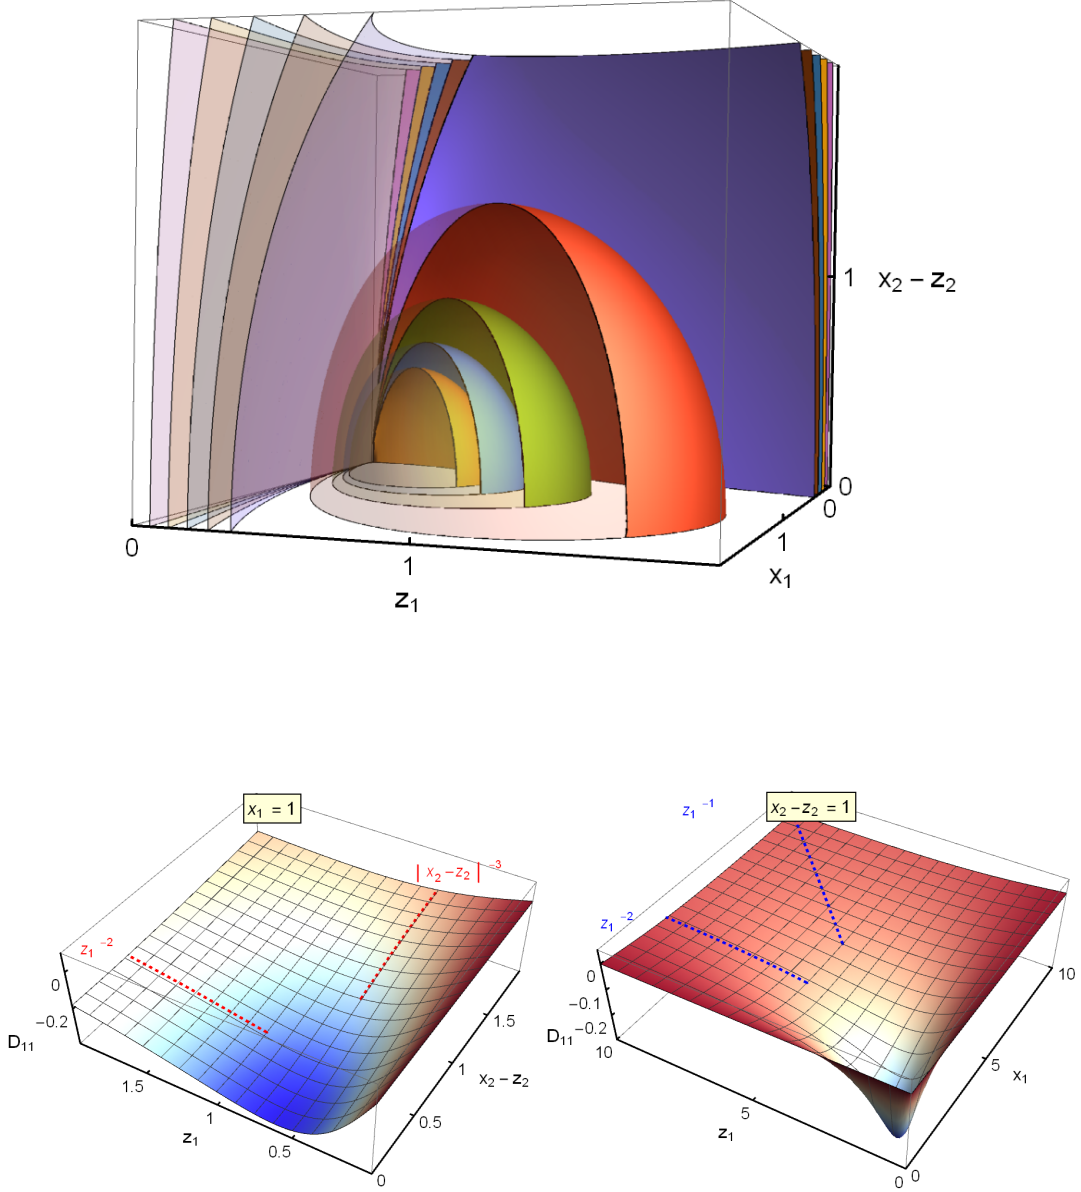 1
x₂ − z₂
0
0
1
x₁
0
1
z₁
x₁ = 1
| x₂ − z₂ | ⁻³
z₁ ⁻²
0
−0.2
D₁₁
1.5
1
z₁
0.5
0
0.5
1
x₂ − z₂
1.5
z₁ ⁻¹
x₂ − z₂ = 1
z₁ ⁻²
0
−0.1
−0.2
D₁₁
10
5
z₁
0
0
5
x₁
10